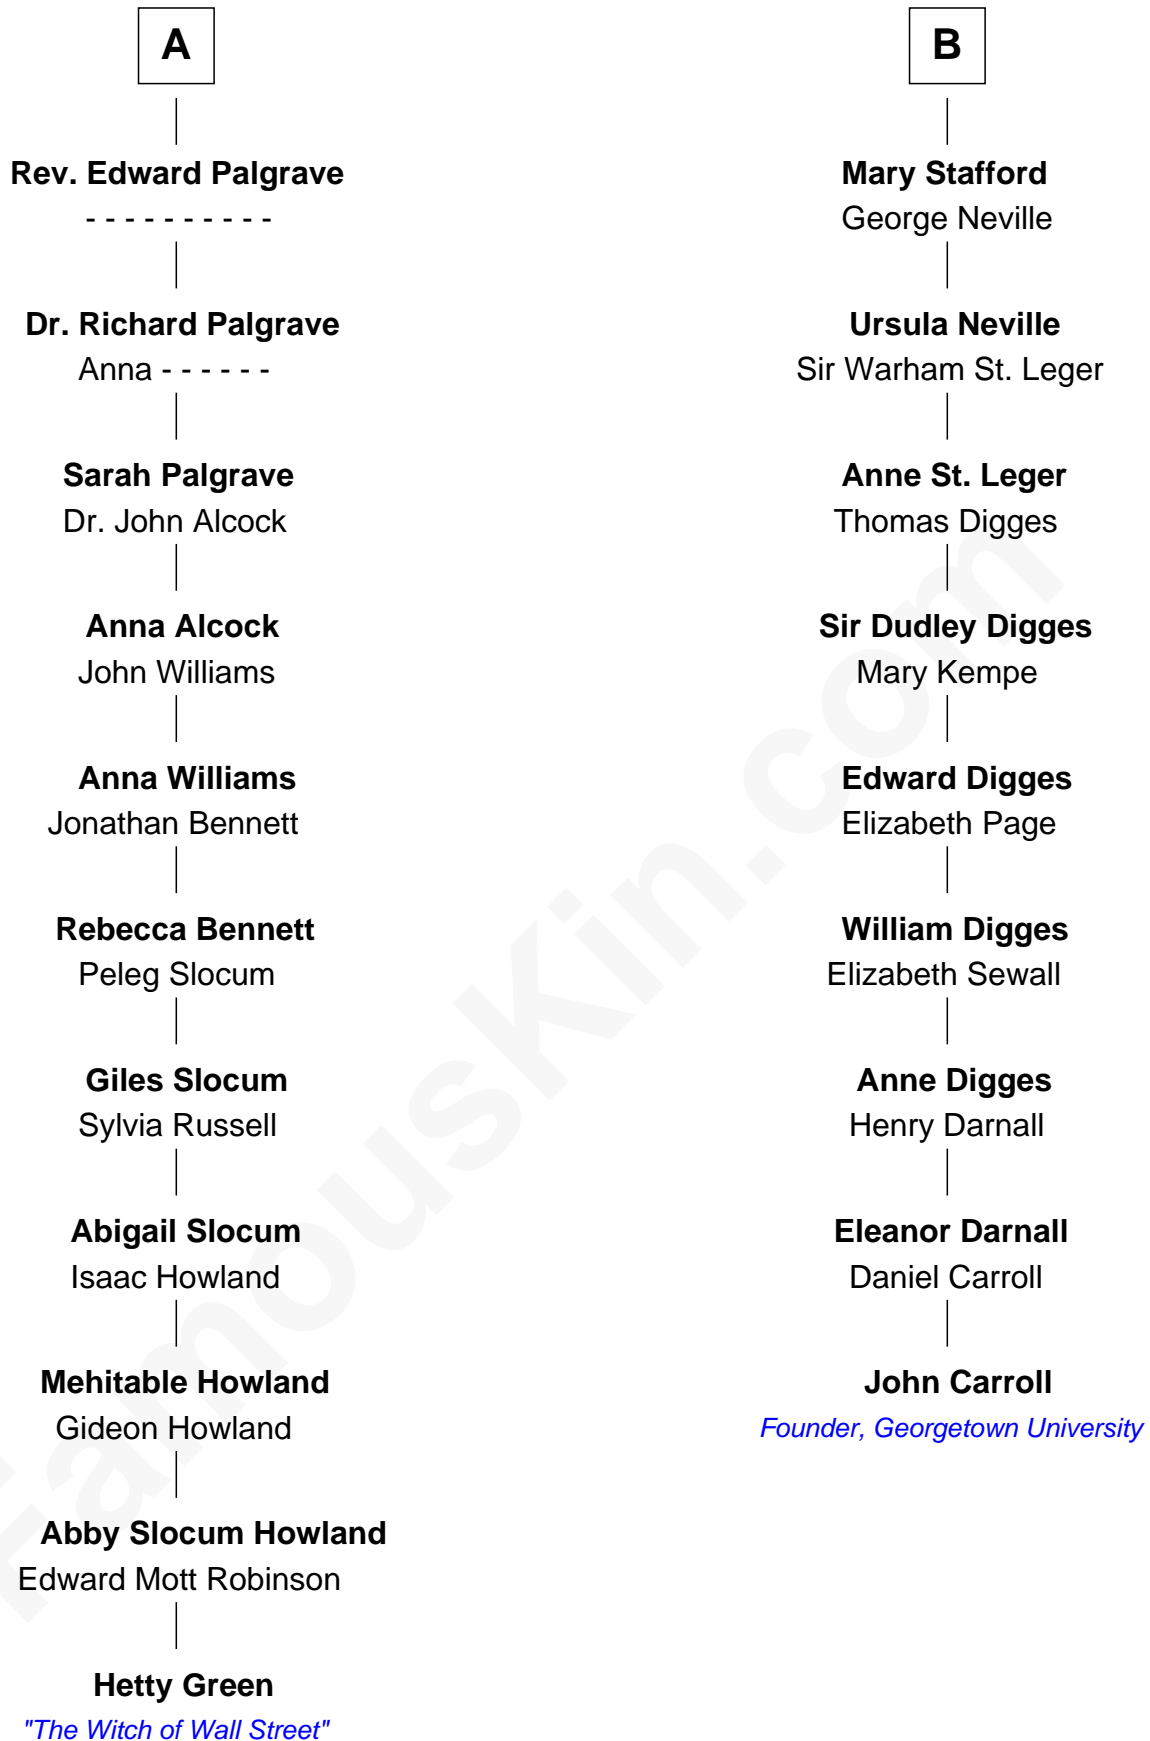 A
Rev. Edward Palgrave
- - - - - - - - - -
Dr. Richard Palgrave
Anna - - - - - -
Sarah Palgrave
Dr. John Alcock
Anna Alcock
John Williams
Anna Williams
Jonathan Bennett
Rebecca Bennett
Peleg Slocum
Giles Slocum
Sylvia Russell
Abigail Slocum
Isaac Howland
Mehitable Howland
Gideon Howland
Abby Slocum Howland
Edward Mott Robinson
Hetty Green
"The Witch of Wall Street"
B
Mary Stafford
George Neville
Ursula Neville
Sir Warham St. Leger
Anne St. Leger
Thomas Digges
Sir Dudley Digges
Mary Kempe
Edward Digges
Elizabeth Page
William Digges
Elizabeth Sewall
Anne Digges
Henry Darnall
Eleanor Darnall
Daniel Carroll
John Carroll
Founder, Georgetown University
FamousKin.com